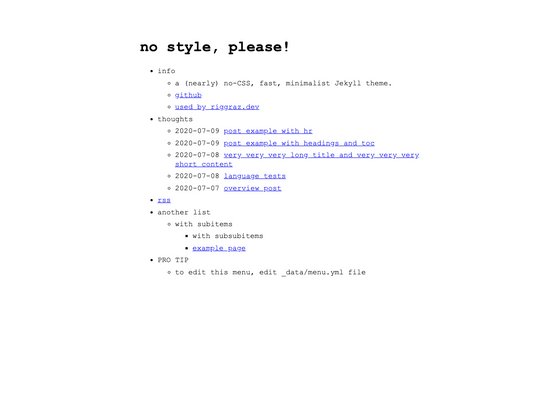 no style, please!
info
a (nearly) no-CSS, fast, minimalist Jekyll theme.
github
used by riggraz.dev
thoughts
2020-07-09 post example with hr
2020-07-09 post example with headings and toc
2020-07-08 very very very long title and very very very
short content
2020-07-08 language tests
2020-07-07 overview post
rss
another list
with subitems
with subsubitems
example page
PRO TIP
to edit this menu, edit _data/menu.yml file